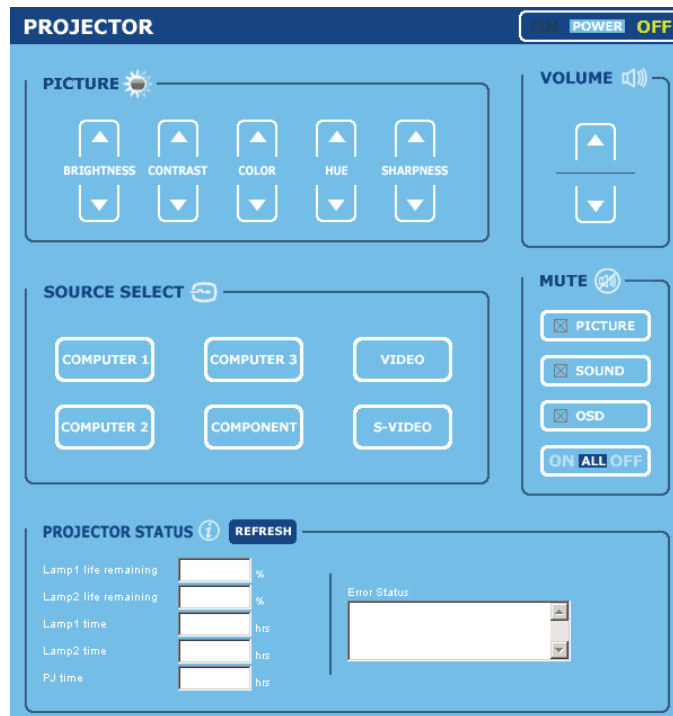 PROJECTOR
ON POWER OFF
PICTURE
BRIGHTNESS CONTRAST COLOR HUE SHARPNESS
VOLUME
SOURCE SELECT
COMPUTER 1 COMPUTER 3 VIDEO
COMPUTER 2 COMPONENT S-VIDEO
MUTE
PICTURE
SOUND
OSD
ON ALL OFF
PROJECTOR STATUS REFRESH
Lamp1 life remaining %
Lamp2 life remaining %
Lamp1 time hrs
Lamp2 time hrs
PJ time hrs
Error Status